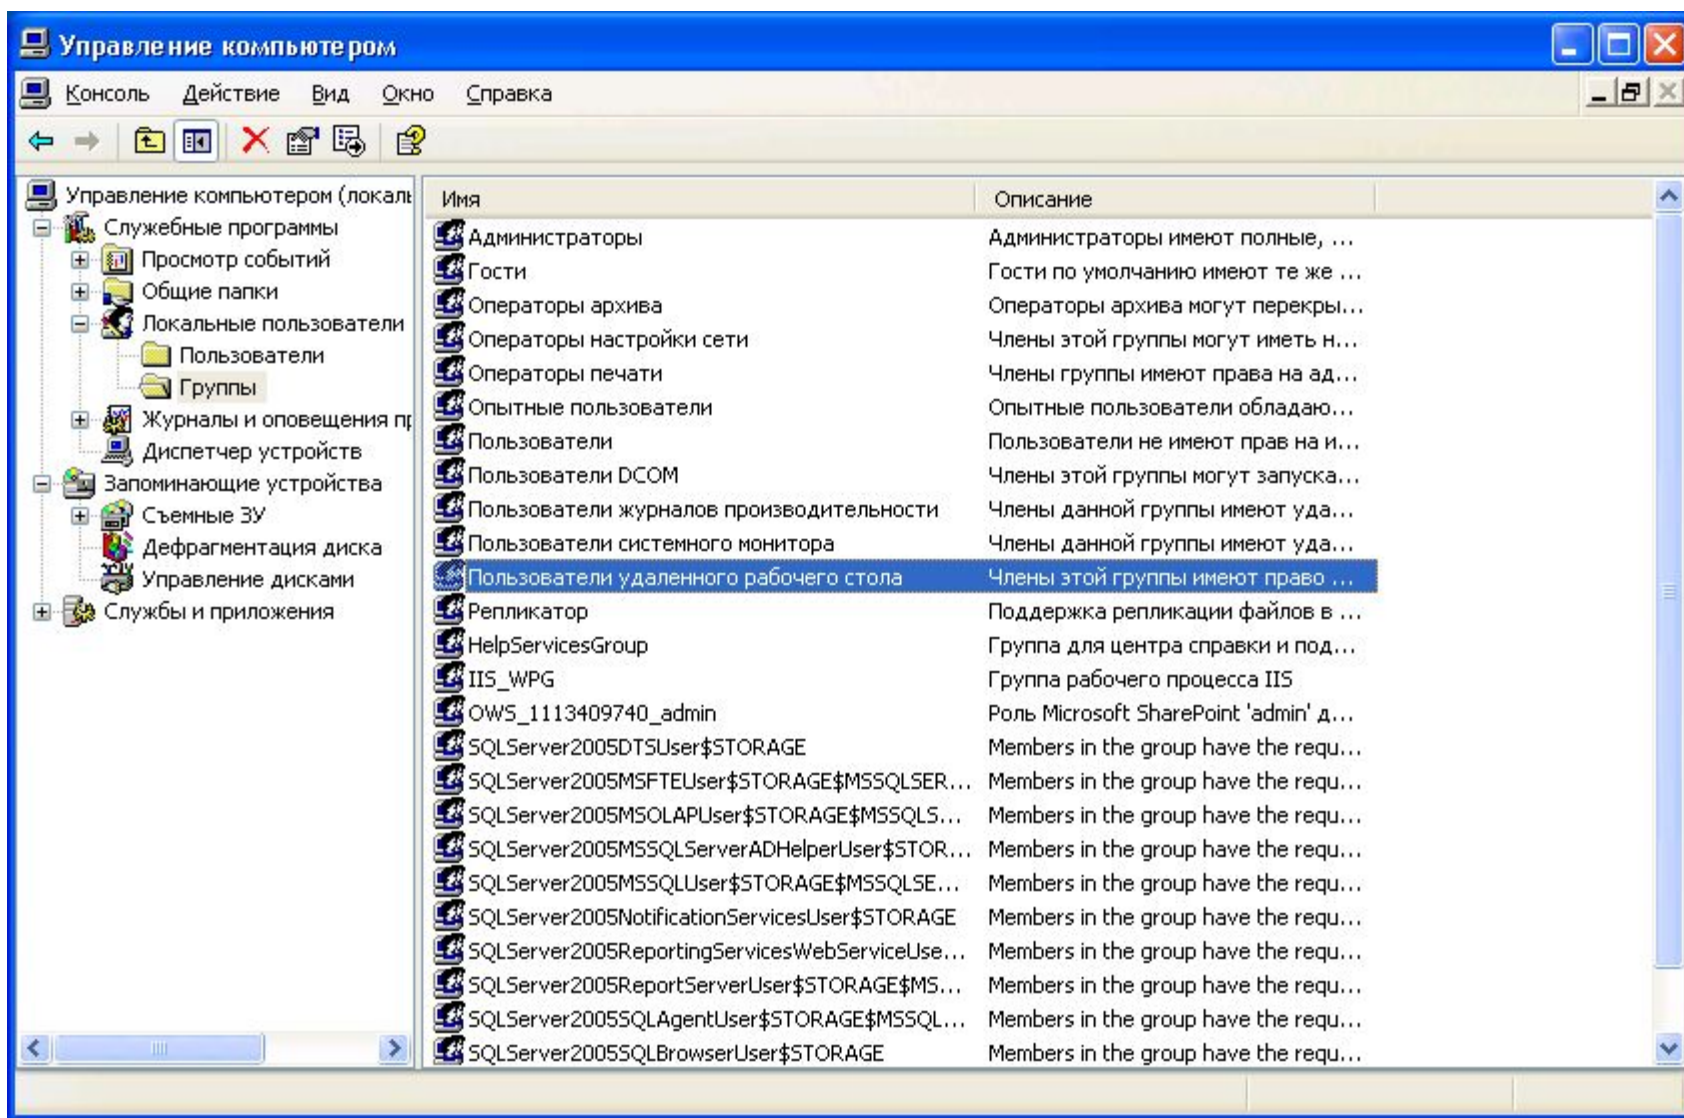 Управление компьютером
Консоль Действие Вид Окно Справка
Управление компьютером (локаль
Служебные программы
Просмотр событий
Общие папки
Локальные пользователи
Пользователи
Группы
Журналы и оповещения пр
Диспетчер устройств
Запоминающие устройства
Съемные ЗУ
Дефрагментация диска
Управление дисками
Службы и приложения
Имя Описание
Администраторы Администраторы имеют полные, ...
Гости Гости по умолчанию имеют те же ...
Операторы архива Операторы архива могут перекры...
Операторы настройки сети Члены этой группы могут иметь н...
Операторы печати Члены группы имеют права на ад...
Опытные пользователи Опытные пользователи обладаю...
Пользователи Пользователи не имеют прав на и...
Пользователи DCOM Члены этой группы могут запуска...
Пользователи журналов производительности Члены данной группы имеют уда...
Пользователи системного монитора Члены данной группы имеют уда...
Пользователи удаленного рабочего стола Члены этой группы имеют право ...
Репликатор Поддержка репликации файлов в ...
HelpServicesGroup Группа для центра справки и под...
IIS_WPG Группа рабочего процесса IIS
OWS_1113409740_admin Роль Microsoft SharePoint 'admin' д...
SQLServer2005DTSUser$STORAGE Members in the group have the requ...
SQLServer2005MSFTEUser$STORAGE$MSSQLSER... Members in the group have the requ...
SQLServer2005MSOLAPUser$STORAGE$MSSQLS... Members in the group have the requ...
SQLServer2005MSSQLServerADHelperUser$STOR... Members in the group have the requ...
SQLServer2005MSSQLUser$STORAGE$MSSQLSE... Members in the group have the requ...
SQLServer2005NotificationServicesUser$STORAGE Members in the group have the requ...
SQLServer2005ReportingServicesWebServiceUse... Members in the group have the requ...
SQLServer2005ReportServerUser$STORAGE$MS... Members in the group have the requ...
SQLServer2005SQLAgentUser$STORAGE$MSSQL... Members in the group have the requ...
SQLServer2005SQLBrowserUser$STORAGE Members in the group have the requ...